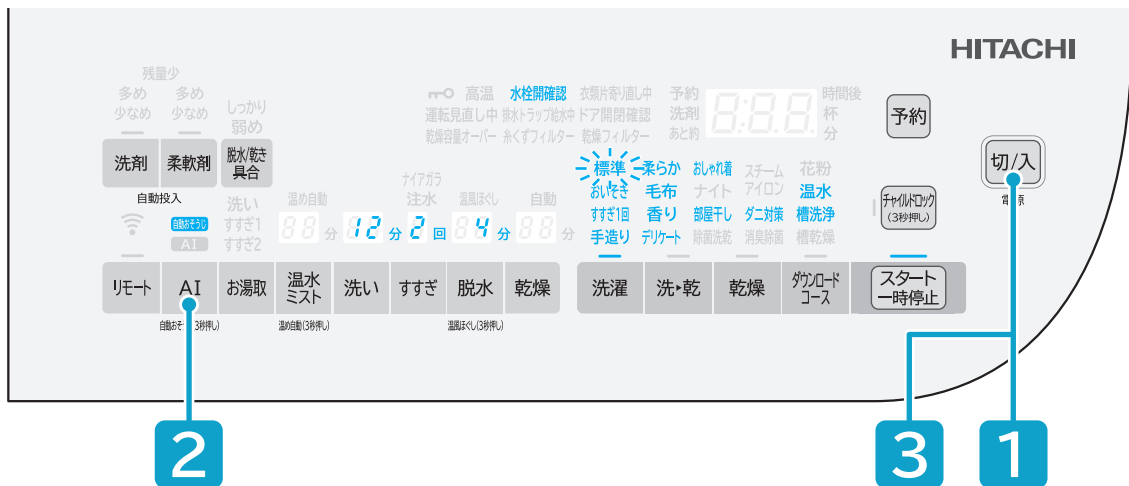 HITACHI
残量少
多め 多め
少なめ 少なめ
しっかり
弱め
洗剤 柔軟剤 脱水/乾き具合
自動投入
高温 水栓開確認 衣類片寄り直し中
運転見直し中 排水トラップ給水中 ドア開閉確認
乾燥容量オーバー 糸くずフィルター 乾燥フィルター
予約 時間後
洗剤 8:8.8. 杯
あと約 分
予約
切/入
電源
標準 柔らか おしゃれ着 スチーム 花粉
おいそぎ 毛布 ナイト アイロン 温水
すすぎ1回 香り 部屋干し ダニ対策 槽洗浄
手造り デリケート 除菌洗乾 消臭除菌 槽乾燥
チャイルドロック
(3秒押し)
自動おそうじ
AI
洗い
すすぎ1
すすぎ2
温め自動 ナイアガラ注水 温風ほぐし 自動
88 分 12 分 2 回 4 分 88 分
リモート AI お湯取 温水ミスト 洗い すすぎ 脱水 乾燥
洗濯 洗▸乾 乾燥 ダウンロードコース スタート一時停止
温め自動(3秒押し) 温風ほぐし(3秒押し)
2
3
1